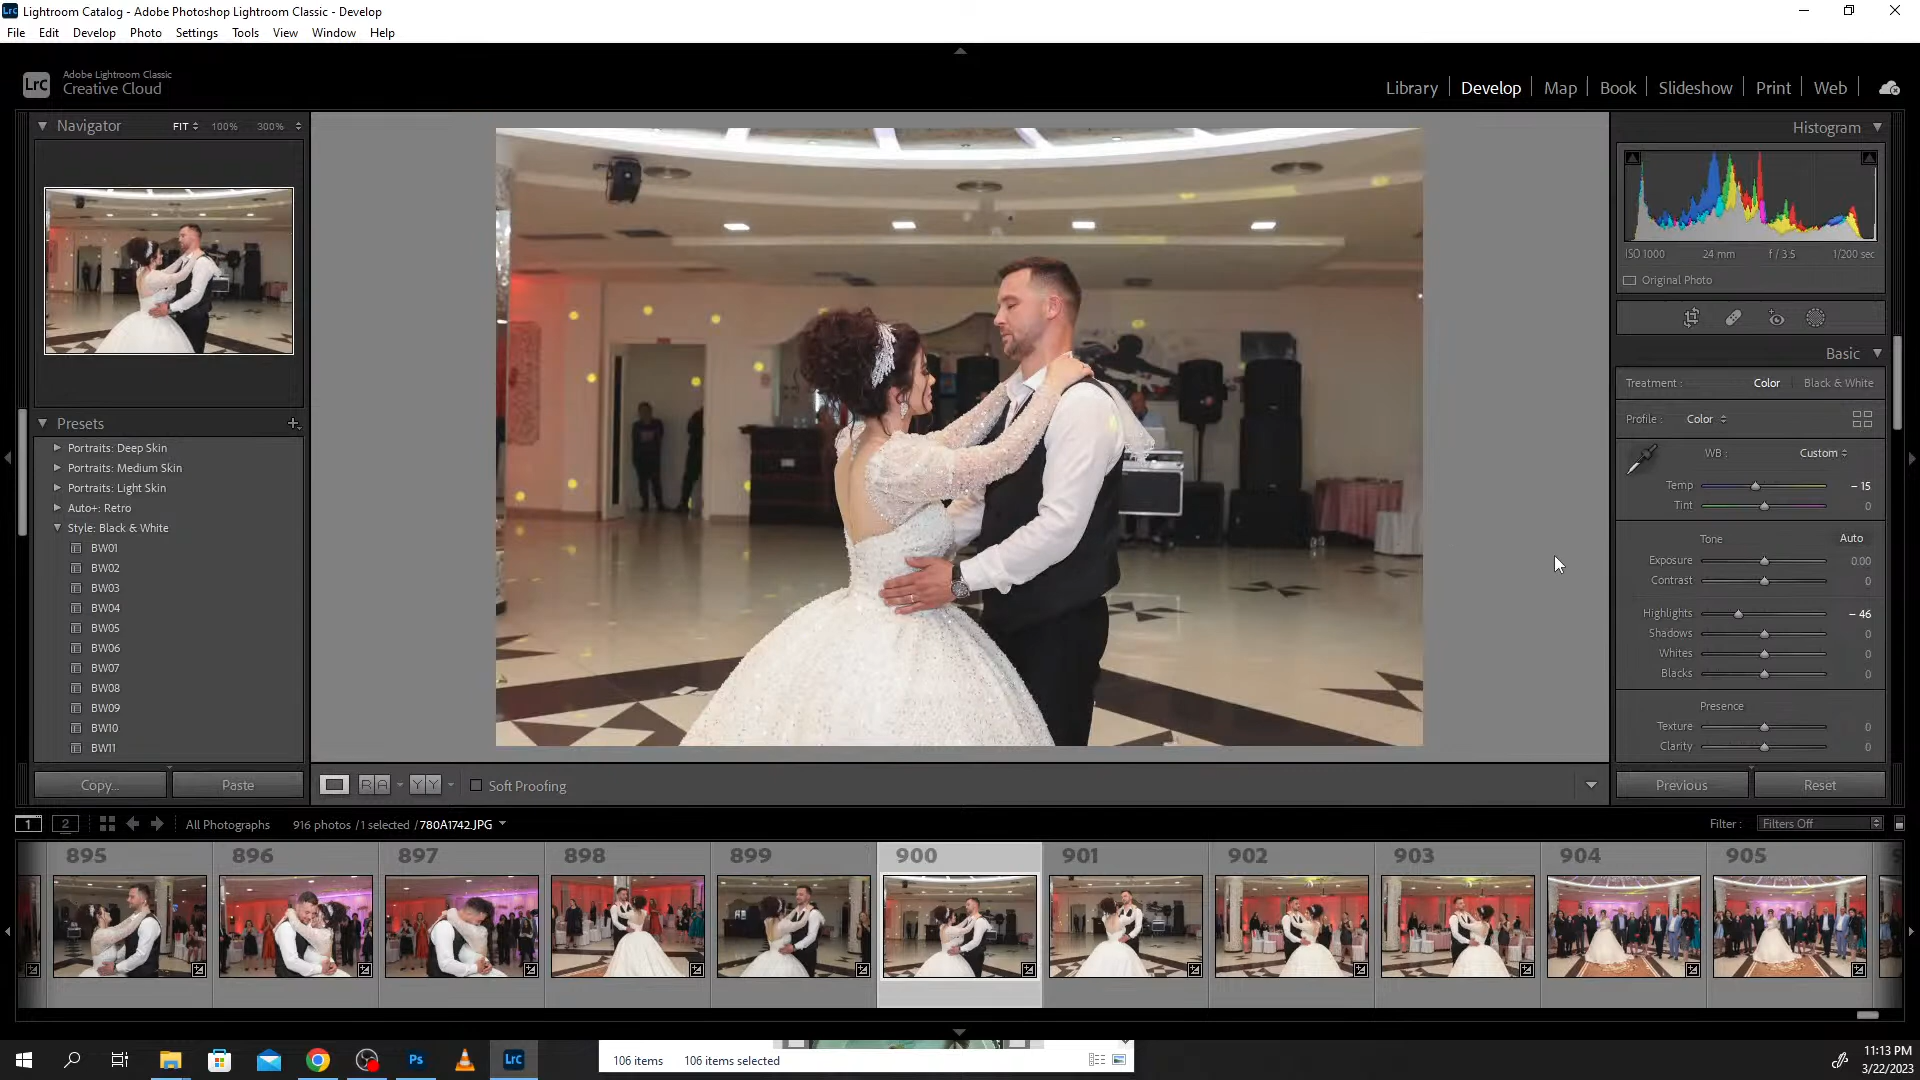 Lightroom Catalog - Adobe Photoshop Lightroom Classic - Develop
File Edit Develop Photo Settings Tools View Window Help
Lrc Adobe Lightroom Classic
Creative Cloud
Library Develop Map Book Slideshow Print Web
Navigator FIT 100% 300%
Histogram
ISO 1000 24 mm f / 3.5 1/200 sec
Original Photo
Basic
Treatment : Color Black & White
Profile : Color
WB : Custom
Temp – 15
Tint 0
Tone Auto
Exposure 0.00
Contrast 0
Highlights – 46
Shadows 0
Whites 0
Blacks 0
Presence
Texture 0
Clarity 0
Previous Reset
Presets
Portraits: Deep Skin
Portraits: Medium Skin
Portraits: Light Skin
Auto+: Retro
Style: Black & White
BW01
BW02
BW03
BW04
BW05
BW06
BW07
BW08
BW09
BW10
BW11
Copy... Paste
R A Y Y Soft Proofing
1 2 All Photographs 916 photos / 1 selected / 780A1742.JPG Filter : Filters Off
895 896 897 898 899 900 901 902 903 904 905
Ps Lrc
106 items 106 items selected
11:13 PM
3/22/2023